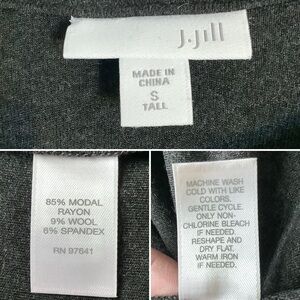 J.Jill
MADE IN
CHINA
S
TALL
85% MODAL
RAYON
9% WOOL
6% SPANDEX
RN 97641
MACHINE WASH
COLD WITH LIKE
COLORS.
GENTLE CYCLE.
ONLY NON-
CHLORINE BLEACH
IF NEEDED.
RESHAPE AND
DRY FLAT.
WARM IRON
IF NEEDED.